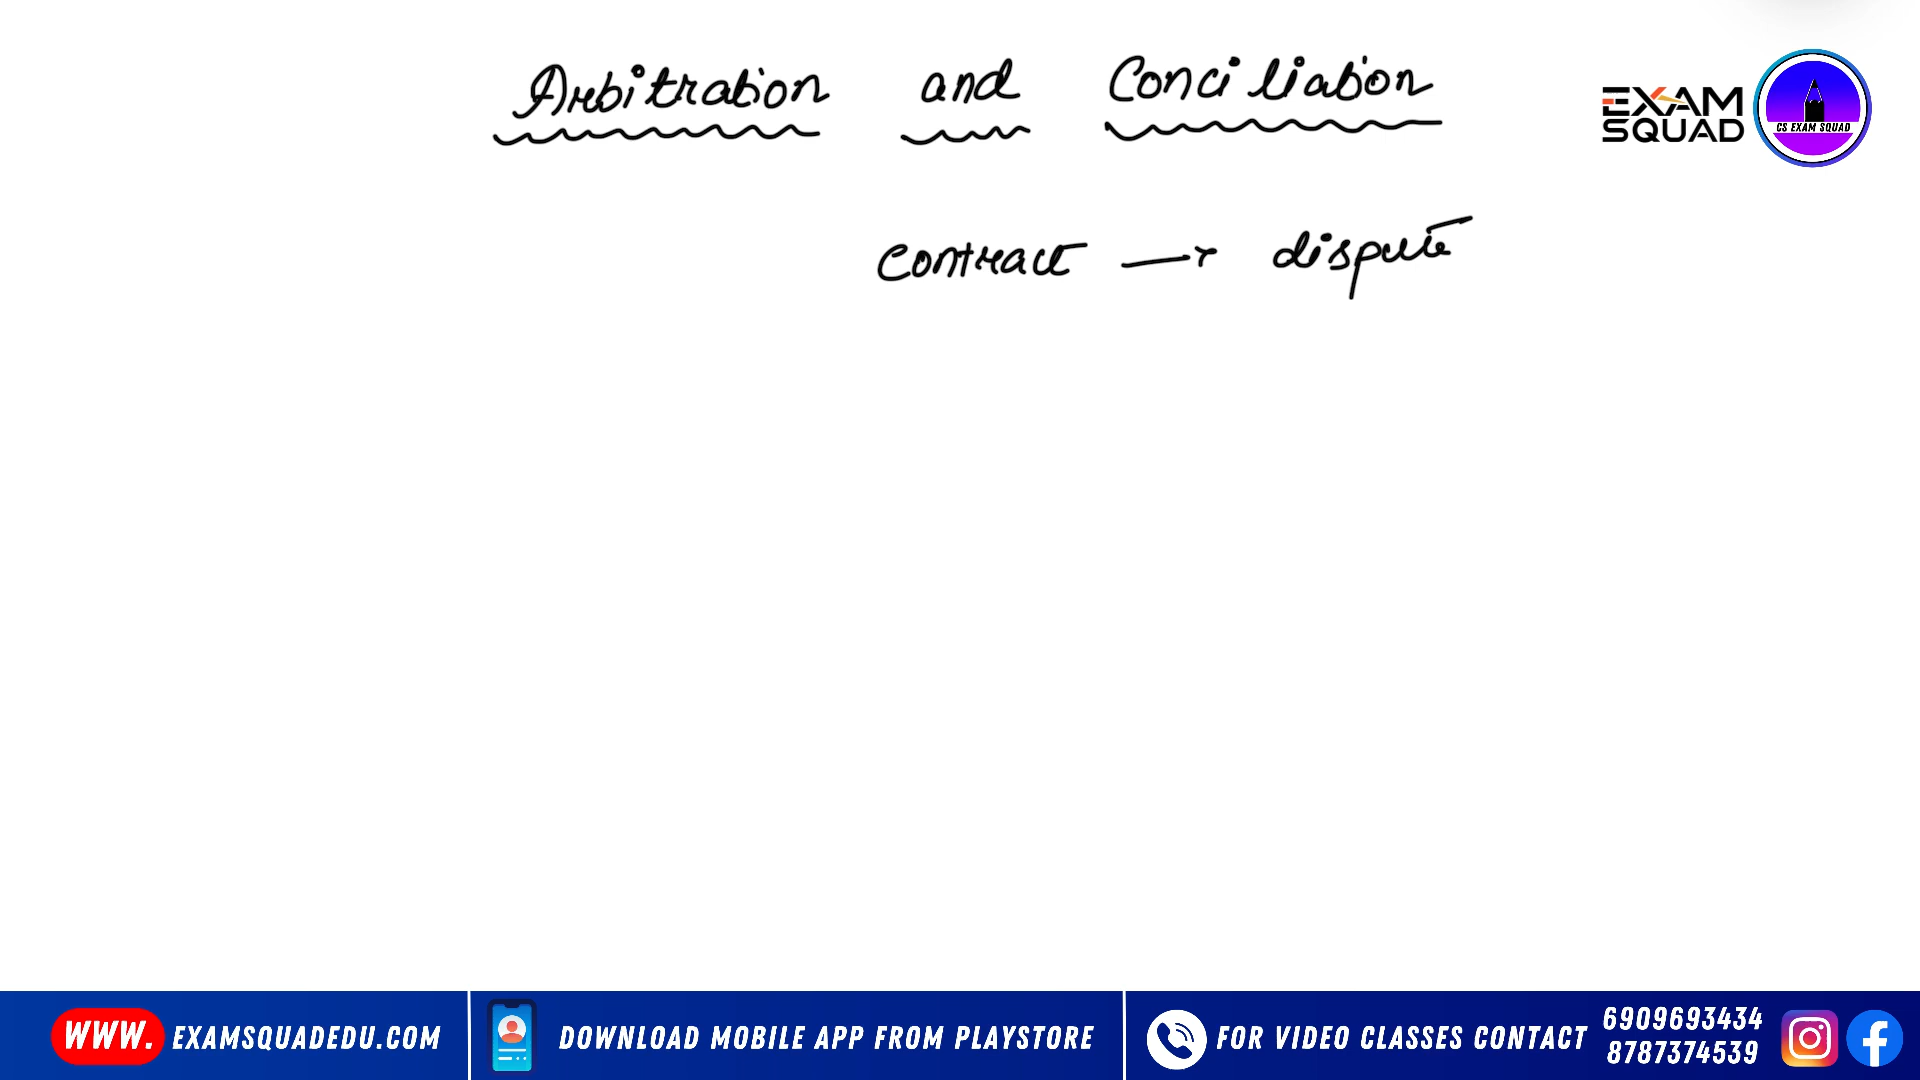 Arbitration and Conciliation
EXAM
SQUAD
CS EXAM SQUAD
Contract → dispute
WWW. EXAMSQUADEDU.COM
DOWNLOAD MOBILE APP FROM PLAYSTORE
FOR VIDEO CLASSES CONTACT
6909693434
8787374539